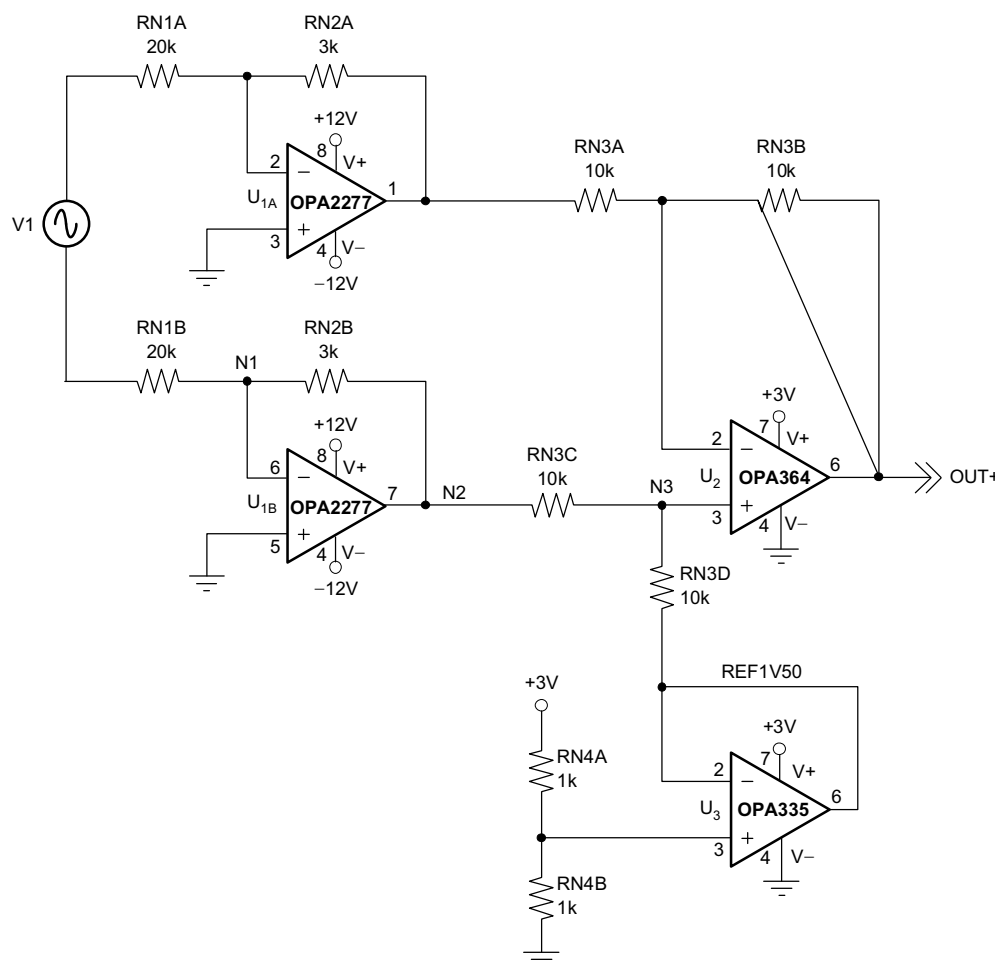 RN1A
20k
RN2A
3k
+12V
8
V+
2
−
1
U1A
OPA2277
+
3
4
V−
−12V
RN3A
10k
RN3B
10k
V1
RN1B
20k
N1
RN2B
3k
+12V
8
V+
6
−
7
U1B
OPA2277
+
5
4
V−
−12V
N2
RN3C
10k
N3
+3V
7
V+
2
−
6
U2
OPA364
+
3
4
V−
OUT+
RN3D
10k
REF1V50
+3V
RN4A
1k
+3V
7
V+
2
−
6
U3
OPA335
+
3
4
V−
RN4B
1k